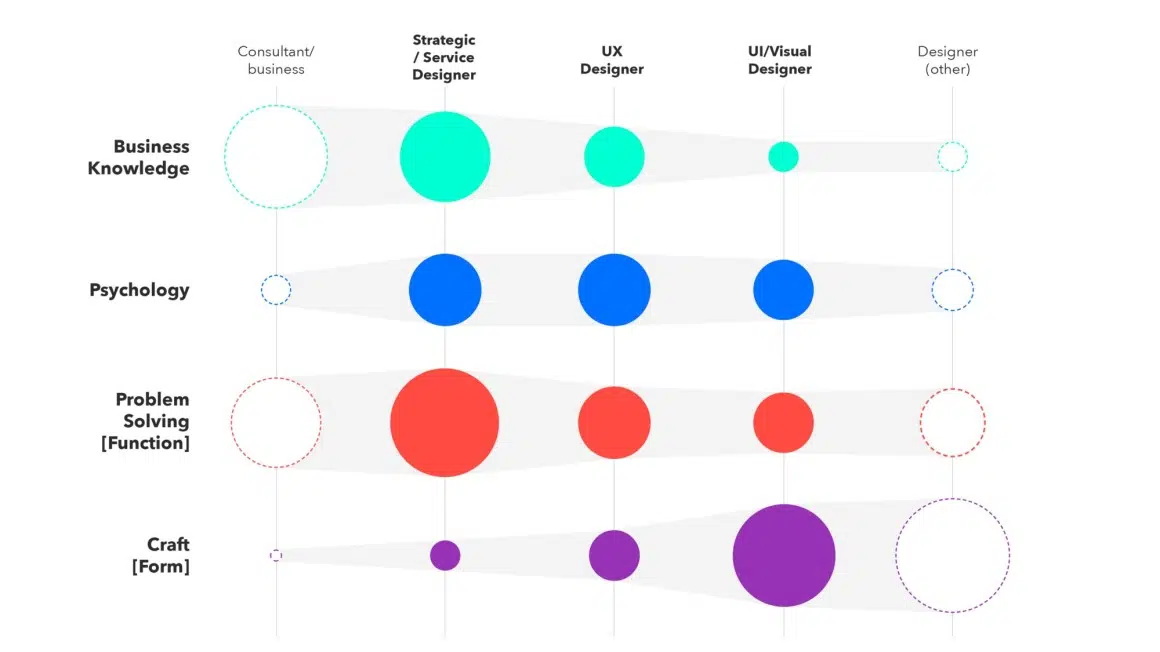 Consultant/
business
Strategic
/ Service
Designer
UX
Designer
UI/Visual
Designer
Designer
(other)
Business
Knowledge
Psychology
Problem
Solving
[Function]
Craft
[Form]